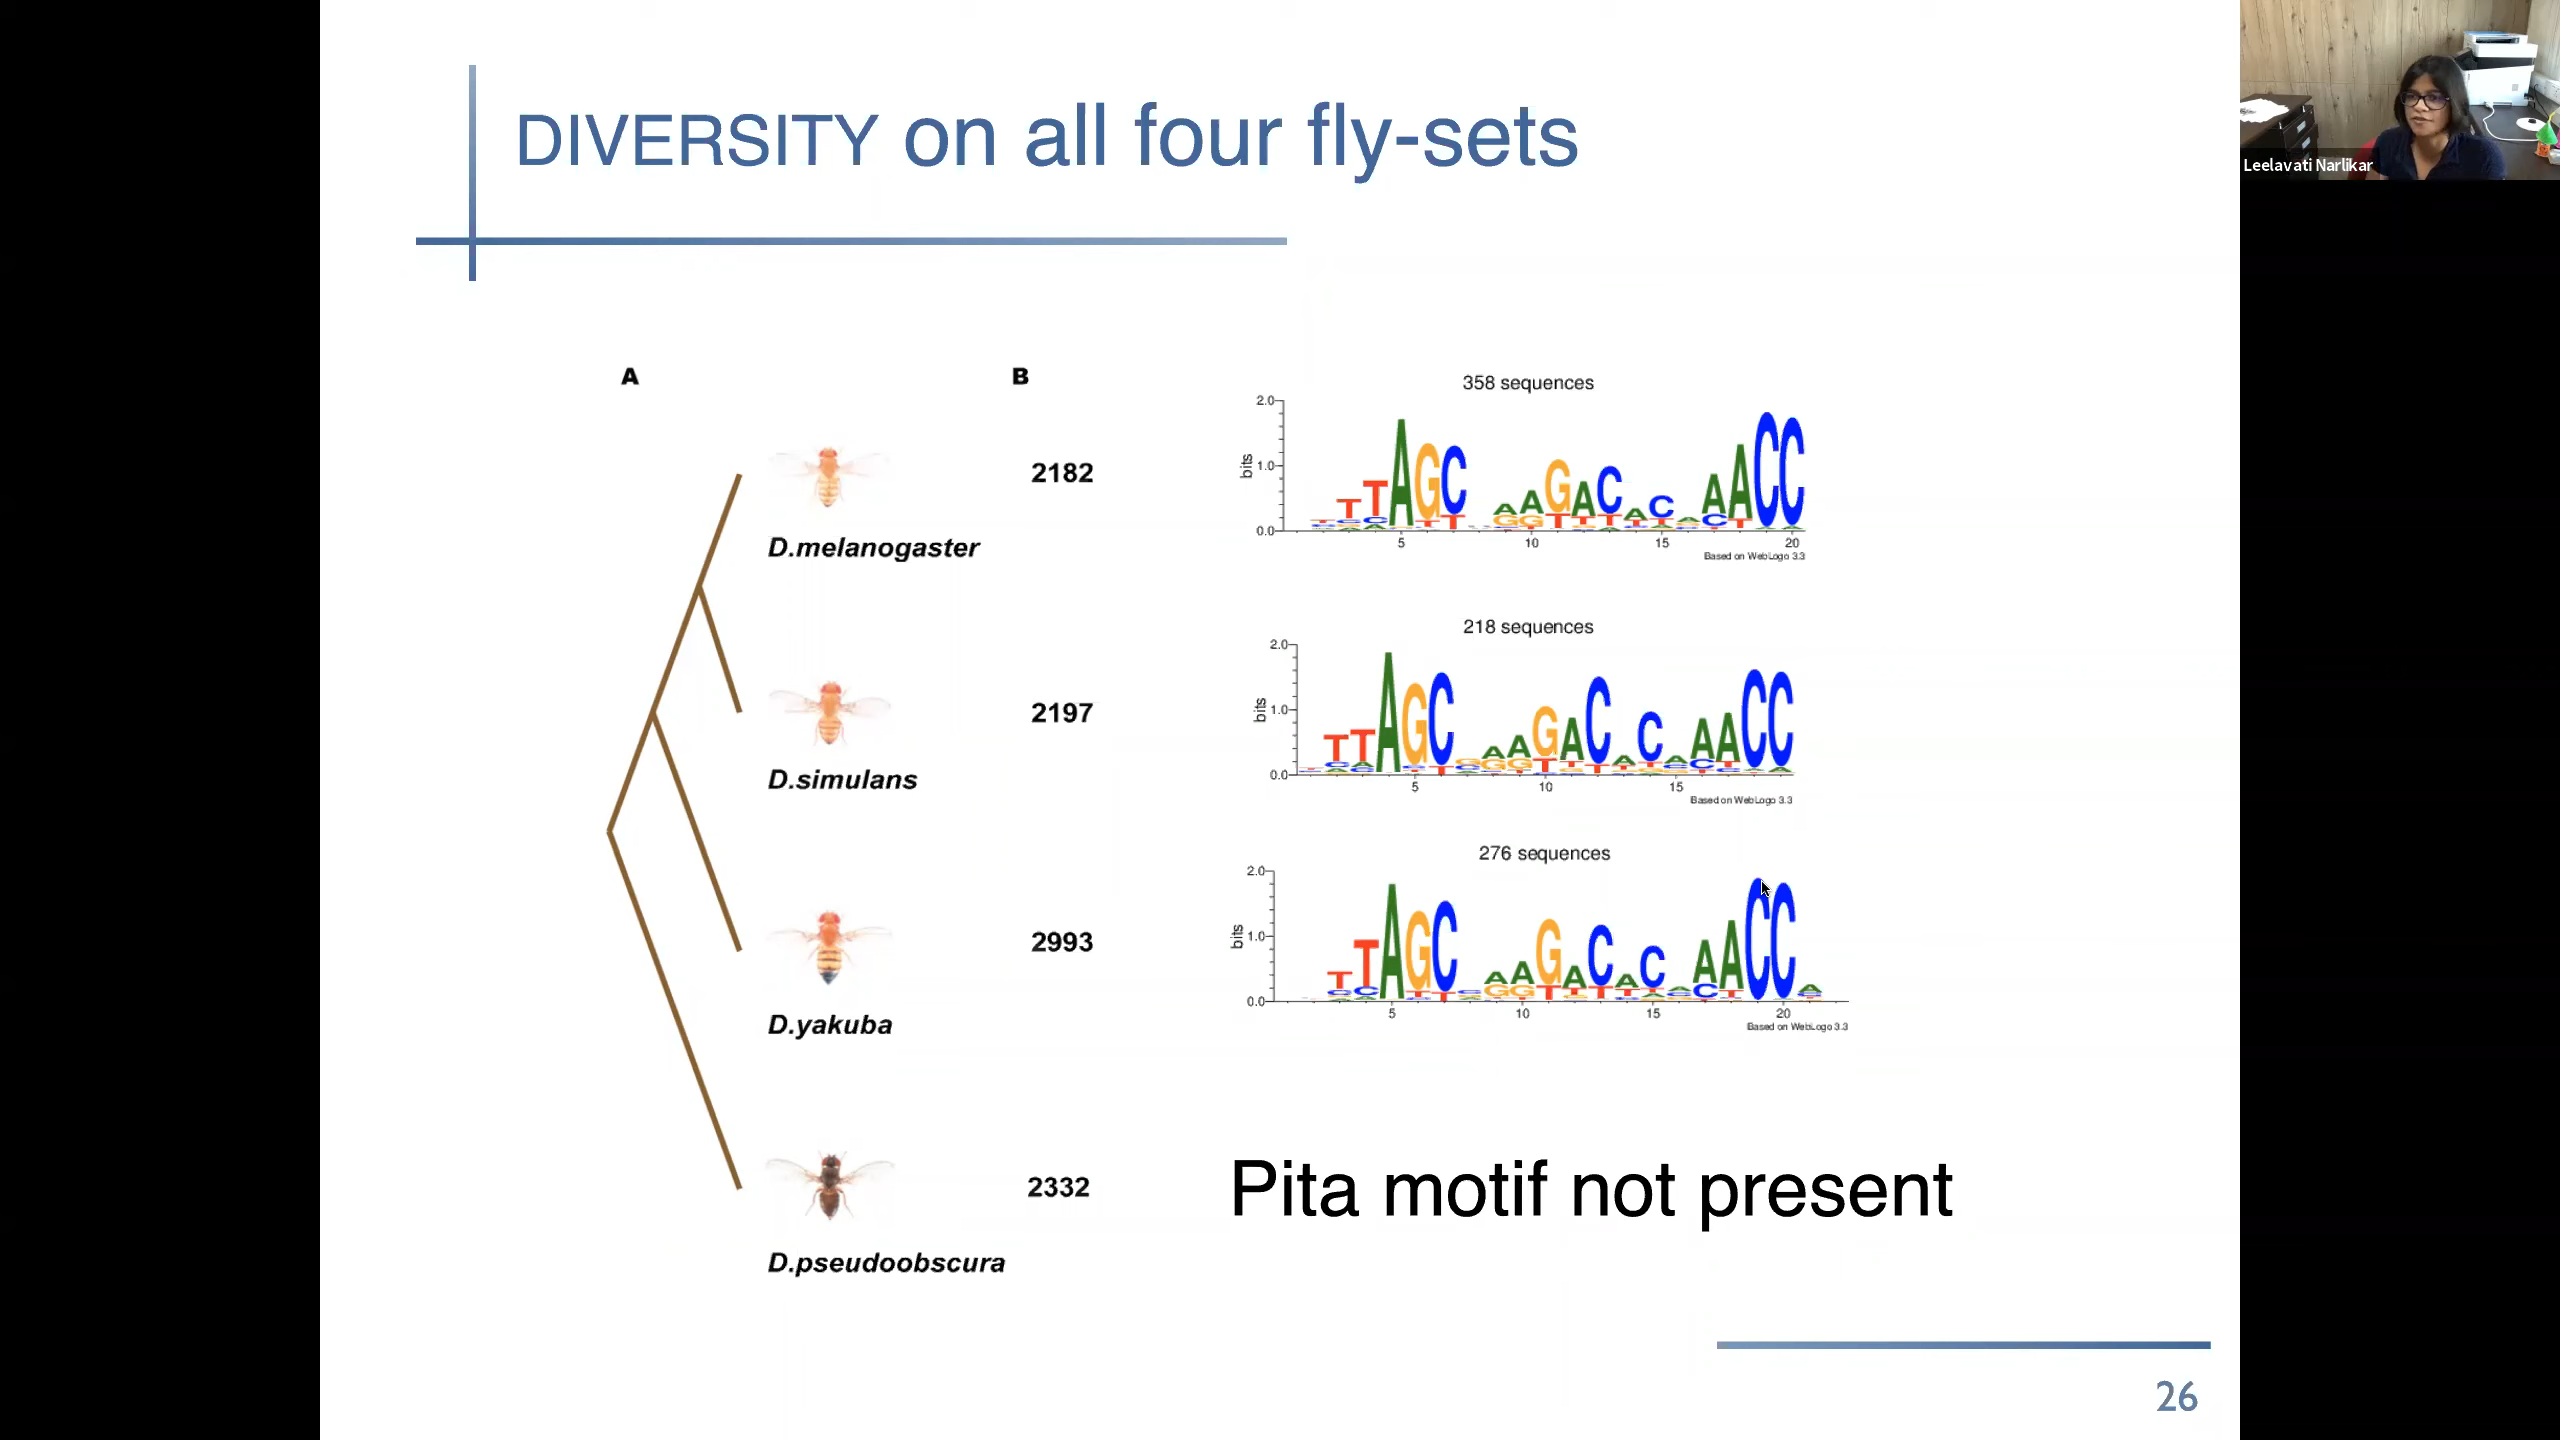 DIVERSITY on all four fly-sets
Leelavati Narlikar
A
B
2182
D.melanogaster
358 sequences
2.0
bits
1.0
0.0
5
10
15
20
Based on WebLogo 3.3
2197
D.simulans
218 sequences
2.0
bits
1.0
0.0
5
10
15
Based on WebLogo 3.3
2993
D.yakuba
276 sequences
2.0
bits
1.0
0.0
5
10
15
20
Based on WebLogo 3.3
2332
D.pseudoobscura
Pita motif not present
26